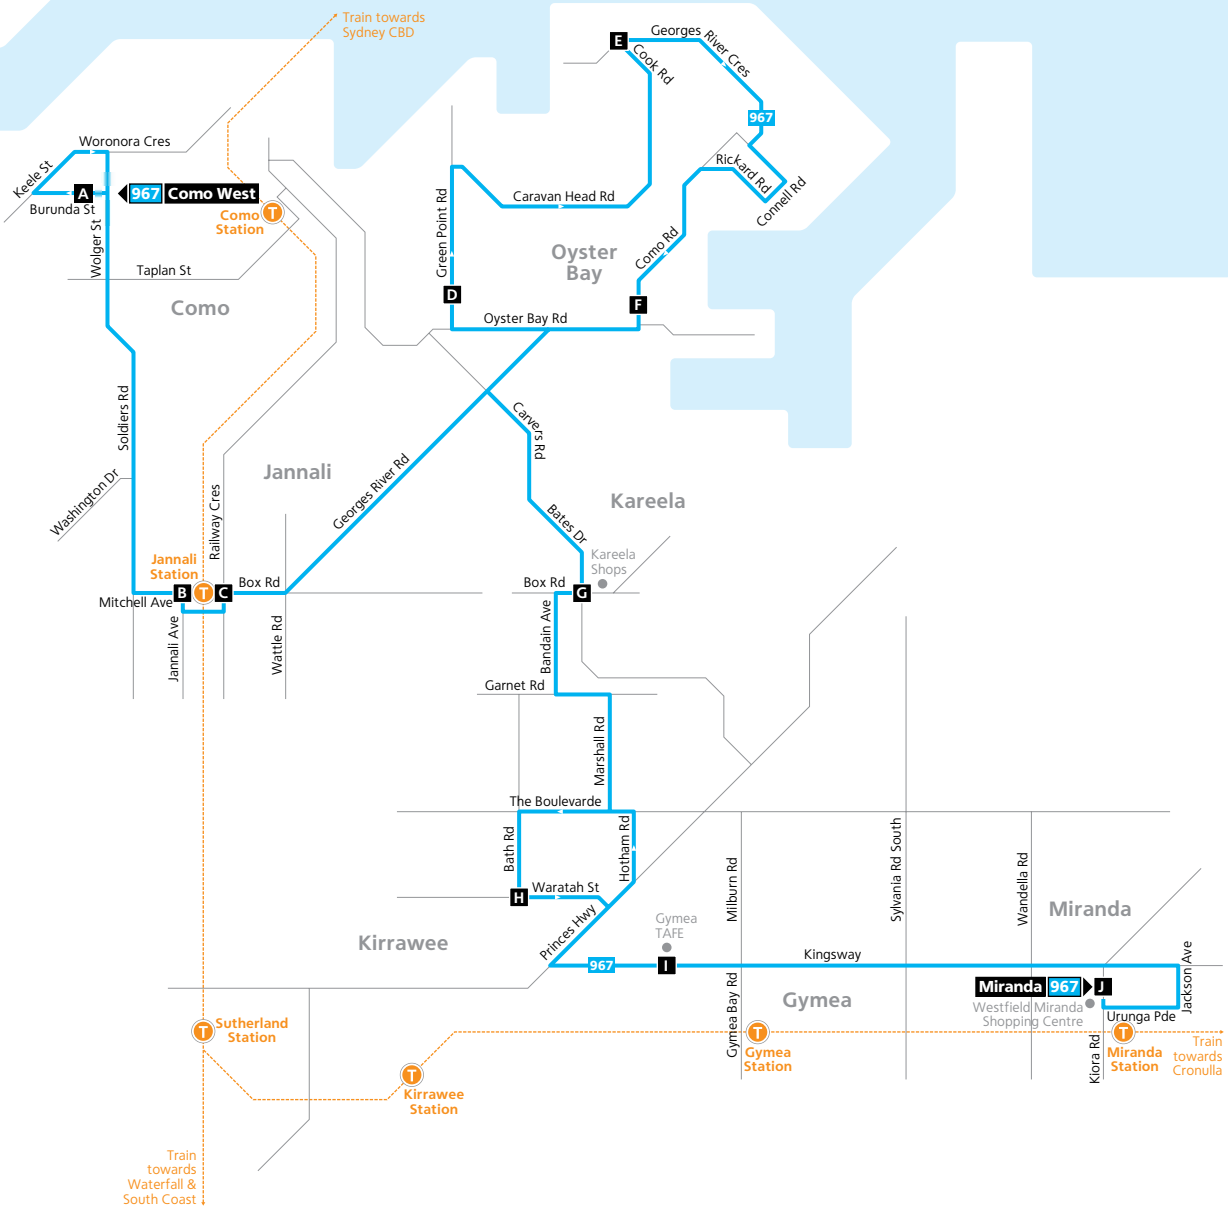 Train towards
Sydney CBD
E
Georges
River Cres
Cook Rd
967
Woronora Cres
Keele St
A
967 Como West
Burunda St
Como
Station
T
Wolger St
Taplan St
Como
Rickard Rd
Connell Rd
Caravan Head Rd
Green Point Rd
Oyster
Bay
Como Rd
D
F
Oyster Bay Rd
Soldiers Rd
Carvers Rd
Washington Dr
Jannali
Georges River Rd
Railway Cres
Kareela
Bates Dr
Kareela
Shops
Jannali
Station
B
T
C
Box Rd
Mitchell Ave
Jannali Ave
Wattle Rd
Box Rd
G
Bandain Ave
Garnet Rd
Marshall Rd
The Boulevarde
Bath Rd
Hotham Rd
H
Waratah St
Princes Hwy
Kirrawee
Gymea
TAFE
967
I
Milburn Rd
Sylvania Rd South
Wandella Rd
Miranda
Kingsway
Gymea Bay Rd
Gymea
Miranda 967
J
Jackson Ave
Westfield Miranda
Shopping Centre
Urunga Pde
Kiora Rd
T
Sutherland
Station
T
Kirrawee
Station
T
Gymea
Station
T
Miranda
Station
Train
towards
Cronulla
Train
towards
Waterfall &
South Coast